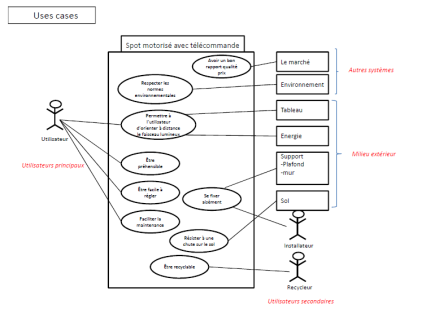 Uses cases
Spot motorisé avec télécommande
Avoir un bon
rapport qualité
prix
Le marché
Autres systèmes
Respecter les
normes
environnementales
Environnement
Permettre à
l'utilisateur
d'orienter à distance
le faisceau lumineux
Tableau
Utilisateur
Energie
Utilisateurs principaux
Être
préhensible
Milieu extérieur
Support
-Plafond
-mur
Être facile à
régler
Se fixer
aisément
Sol
Faciliter la
maintenance
Résister à une
chute sur le sol
Installateur
Être recyclable
Recycleur
Utilisateurs secondaires